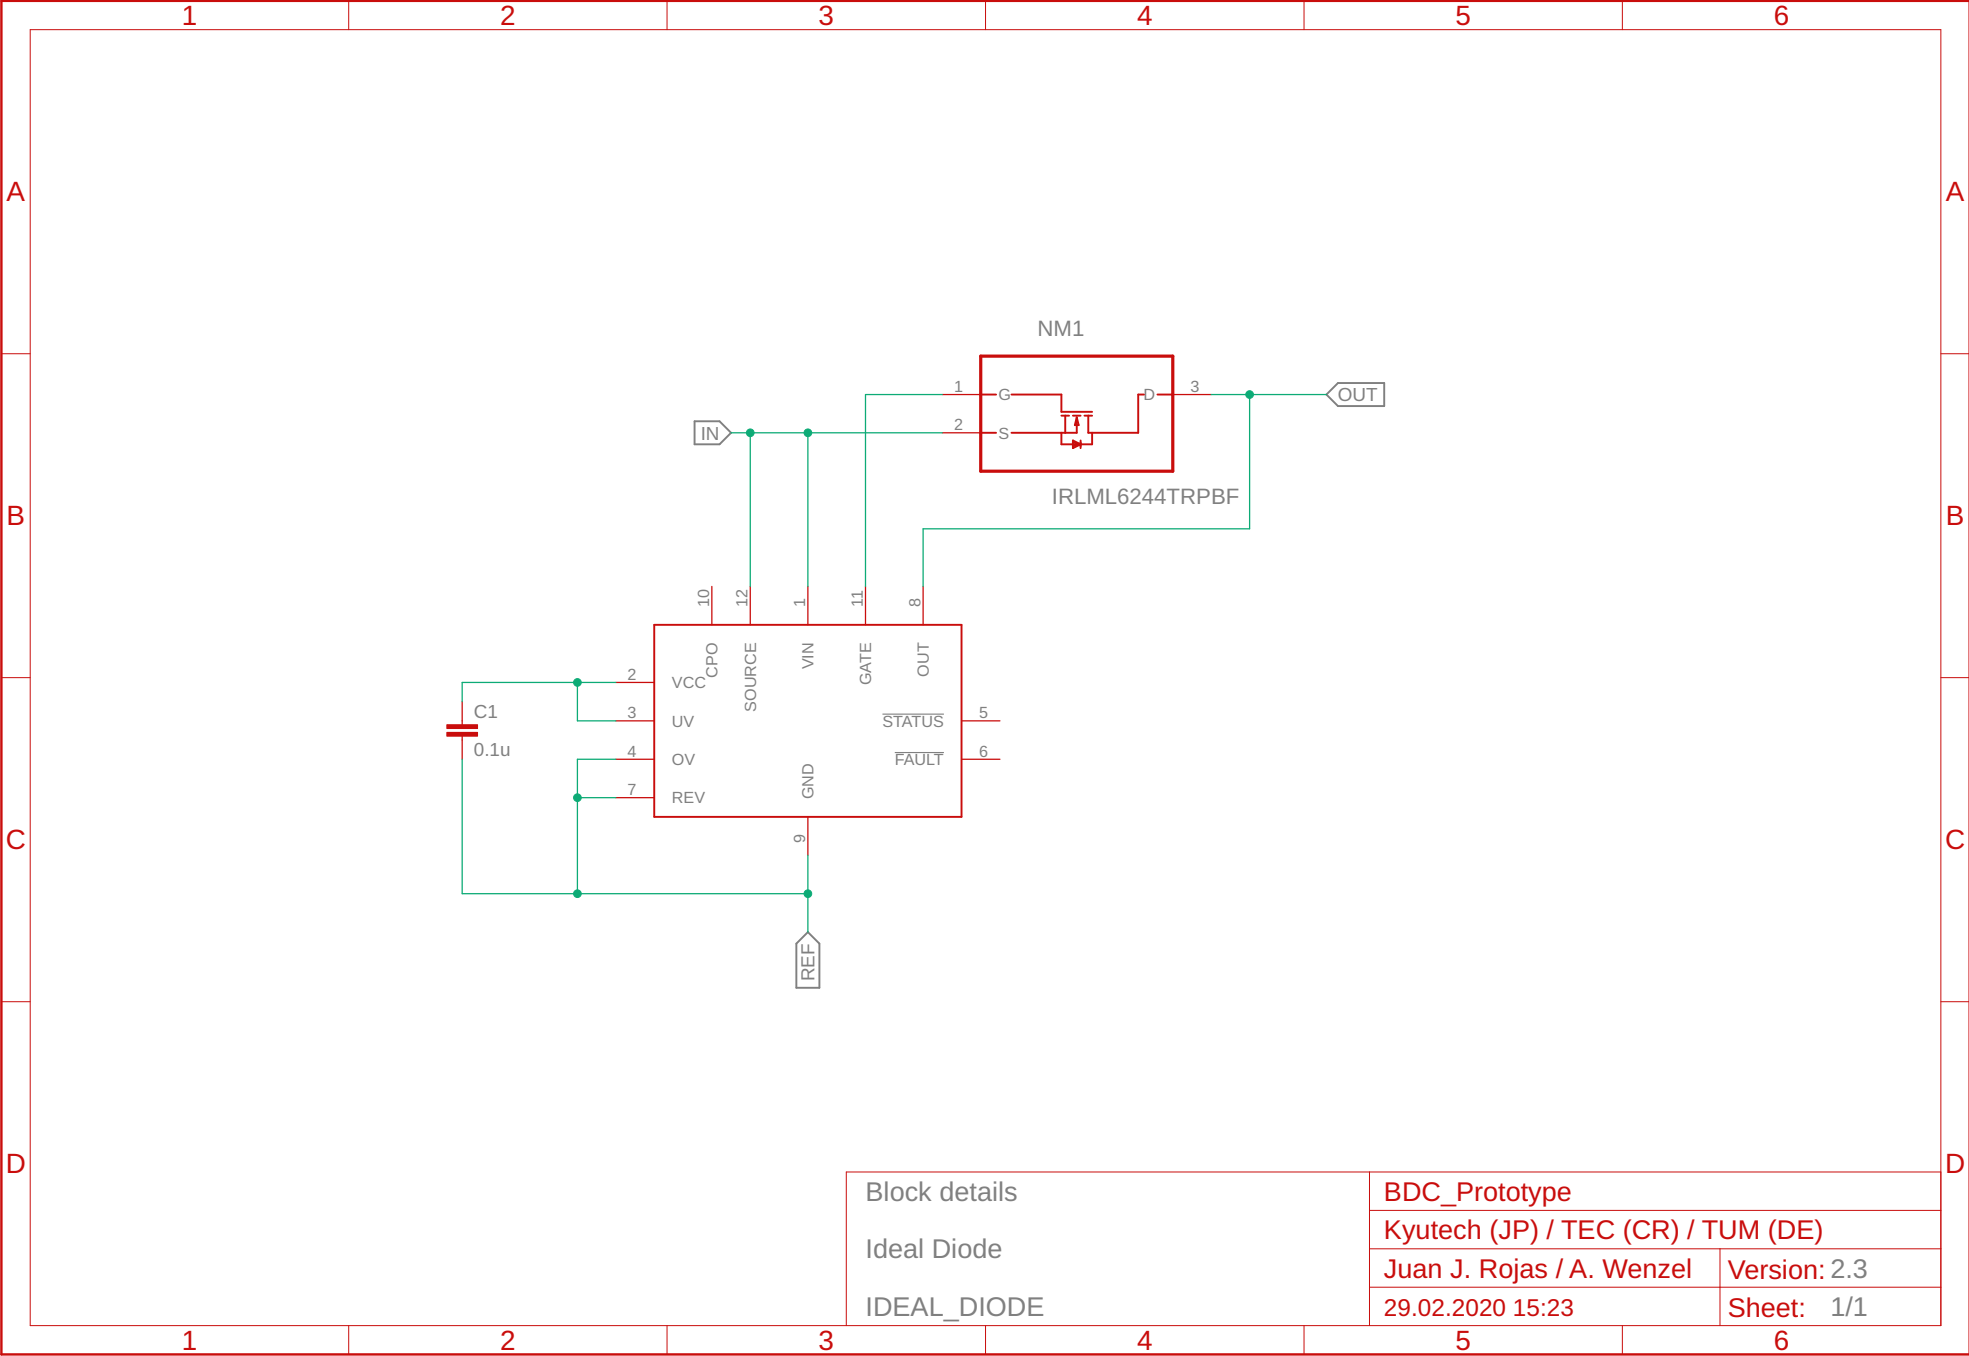 1 2 3 4 5 6
A A
NM1
1 G D 3 OUT
IN 2 S
IRLML6244TRPBF
B B
10 12 1 11 8
CPO SOURCE VIN GATE OUT
2 VCC
C1 3 UV STATUS 5
0.1u 4 OV FAULT 6
7 REV GND
9
C C
REF
D D
Block details
Ideal Diode
IDEAL_DIODE
BDC_Prototype
Kyutech (JP) / TEC (CR) / TUM (DE)
Juan J. Rojas / A. Wenzel Version: 2.3
29.02.2020 15:23 Sheet: 1/1
1 2 3 4 5 6